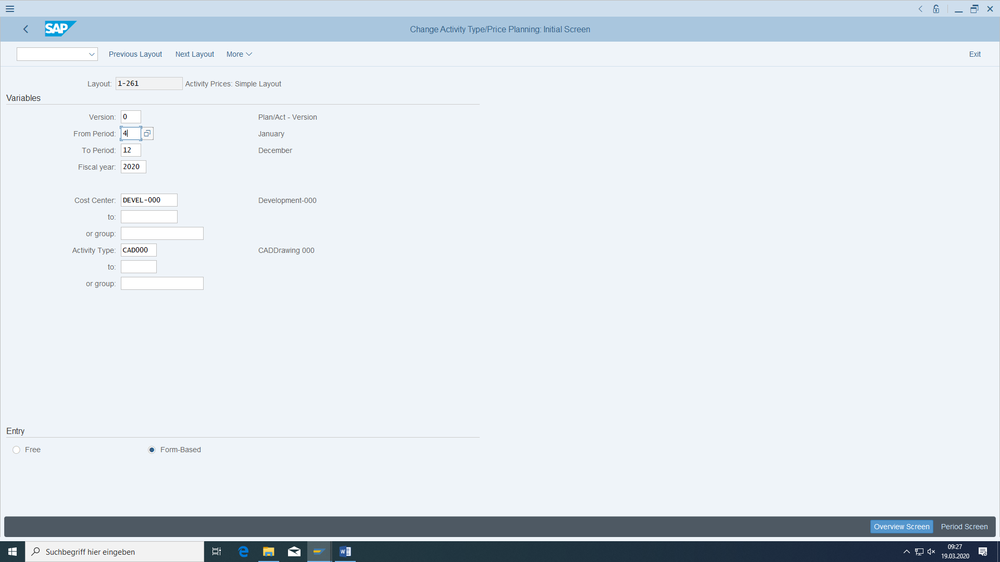 SAP
Change Activity Type/Price Planning: Initial Screen
Previous Layout
Next Layout
More
Exit
Layout: 1-261 Activity Prices: Simple Layout
Variables
Version: 0 Plan/Act - Version
From Period: 4 January
To Period: 12 December
Fiscal year: 2020
Cost Center: DEVEL-000 Development-000
to:
or group:
Activity Type: CAD000 CADDrawing 000
to:
or group:
Entry
Free
Form-Based
Overview Screen
Period Screen
Suchbegriff hier eingeben
09:27
19.03.2020